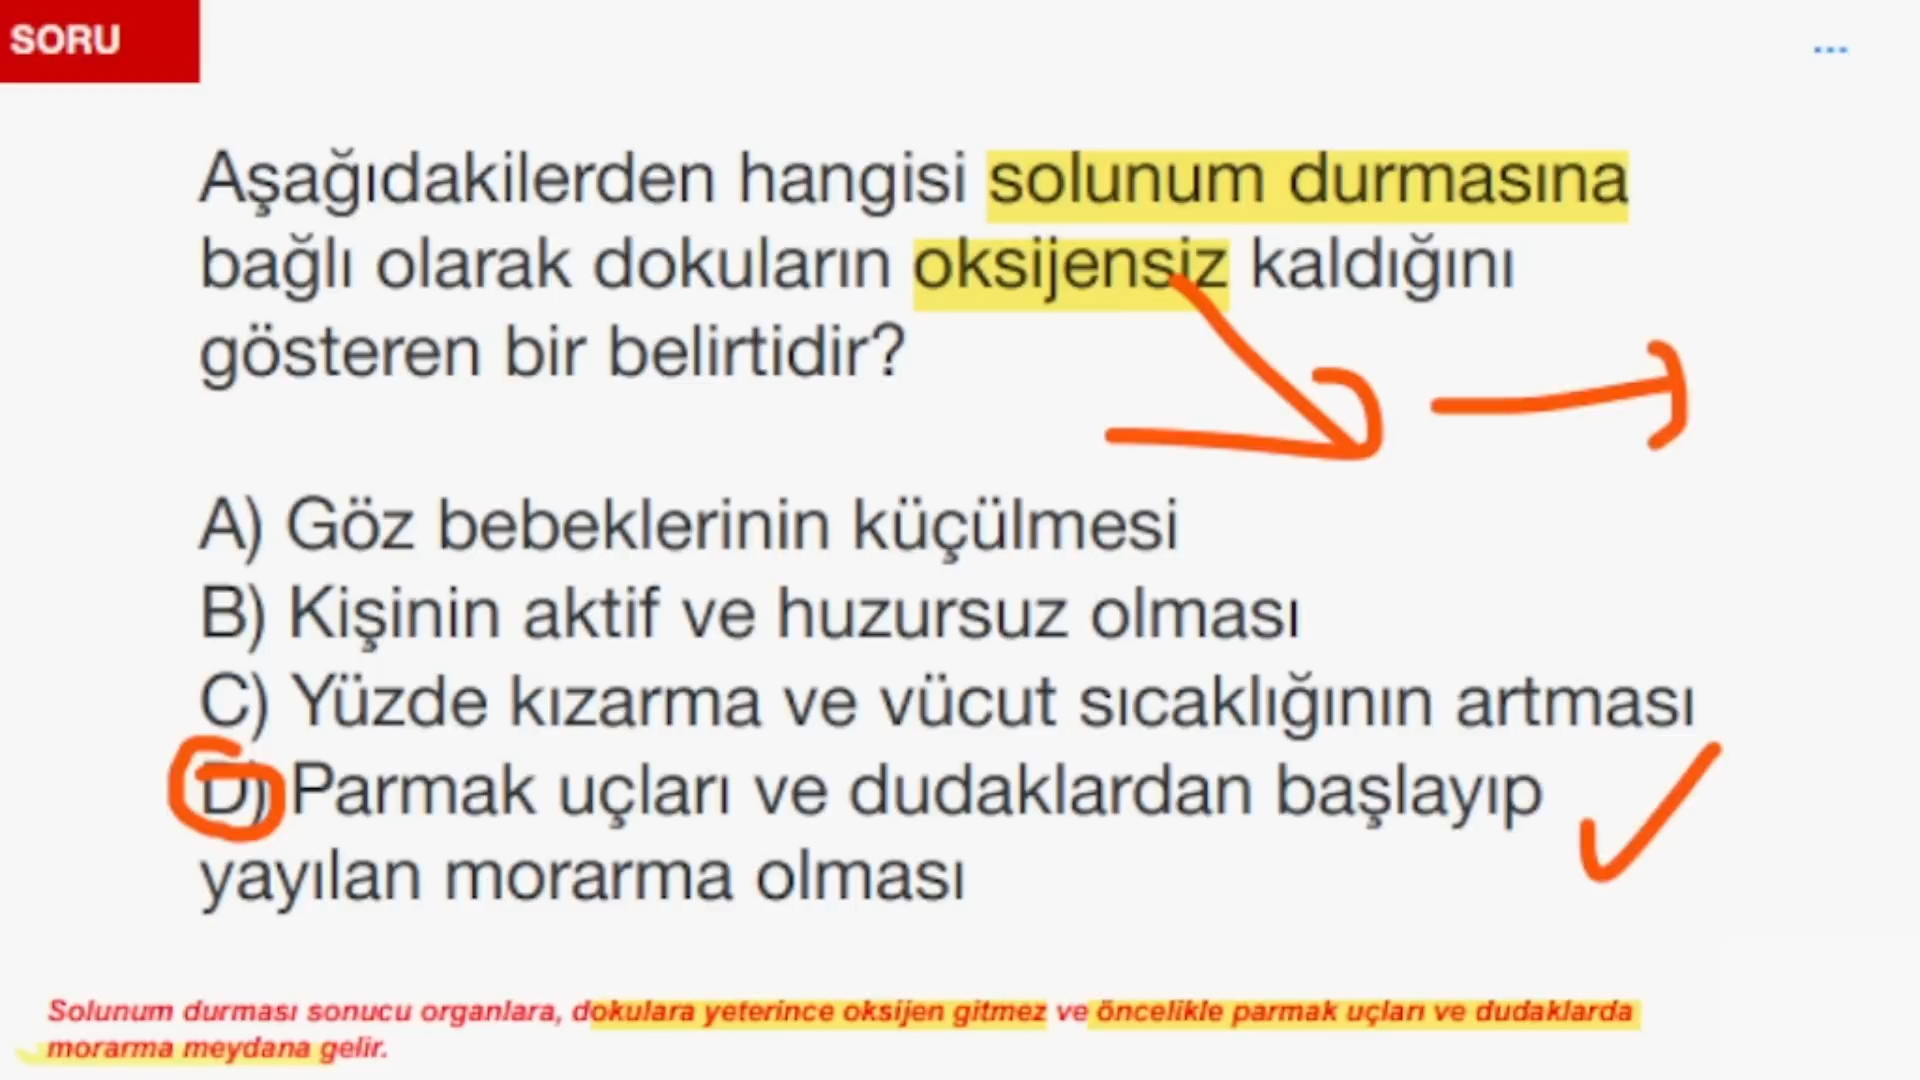 SORU
Aşağıdakilerden hangisi solunum durmasına
bağlı olarak dokuların oksijensiz kaldığını
gösteren bir belirtidir?
A) Göz bebeklerinin küçülmesi
B) Kişinin aktif ve huzursuz olması
C) Yüzde kızarma ve vücut sıcaklığının artması
D) Parmak uçları ve dudaklardan başlayıp
yayılan morarma olması
Solunum durması sonucu organlara, dokulara yeterince oksijen gitmez ve öncelikle parmak uçları ve dudaklarda
morarma meydana gelir.